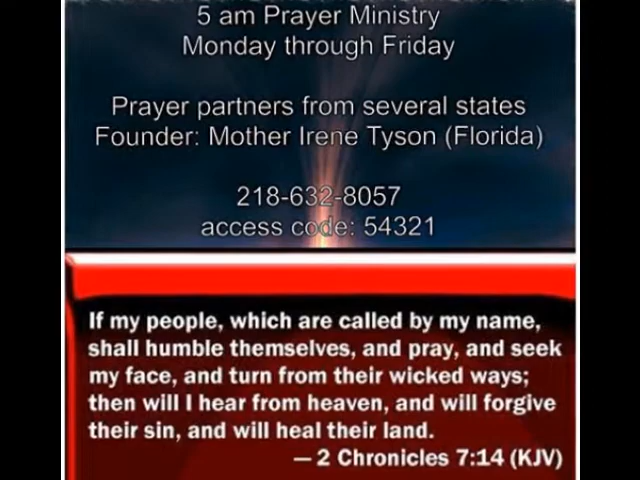 5 am Prayer Ministry
Monday through Friday
Prayer partners from several states
Founder: Mother Irene Tyson (Florida)
218-632-8057
access code: 54321
If my people, which are called by my name,
shall humble themselves, and pray, and seek
my face, and turn from their wicked ways;
then will I hear from heaven, and will forgive
their sin, and will heal their land.
— 2 Chronicles 7:14 (KJV)